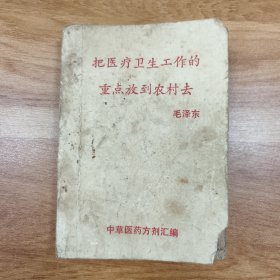 把医疗卫生工作的
重点放到农村去
毛泽东
中草医药方剂汇编